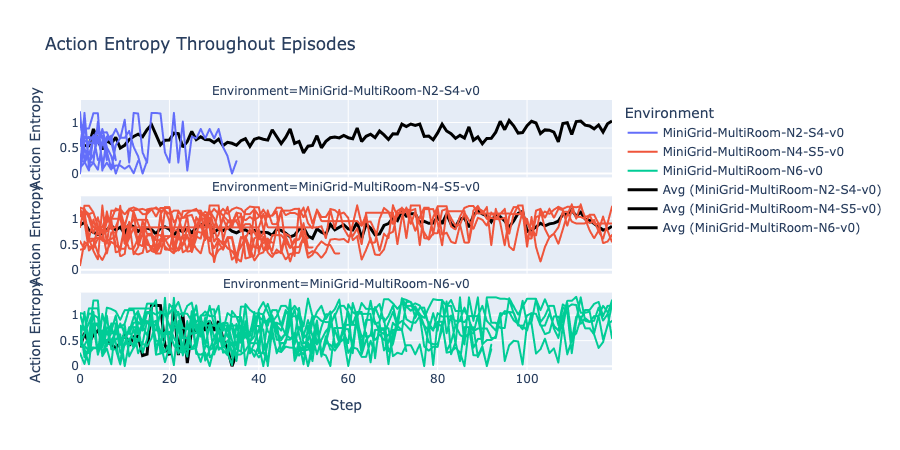 Action Entropy Throughout Episodes
Environment=MiniGrid-MultiRoom-N2-S4-v0
Action Entropy
1
0.5
0
Environment=MiniGrid-MultiRoom-N4-S5-v0
Action Entropy
1
0.5
0
Environment=MiniGrid-MultiRoom-N6-v0
Action Entropy
1
0.5
0
0 20 40 60 80 100
Step
Environment
MiniGrid-MultiRoom-N2-S4-v0
MiniGrid-MultiRoom-N4-S5-v0
MiniGrid-MultiRoom-N6-v0
Avg (MiniGrid-MultiRoom-N2-S4-v0)
Avg (MiniGrid-MultiRoom-N4-S5-v0)
Avg (MiniGrid-MultiRoom-N6-v0)